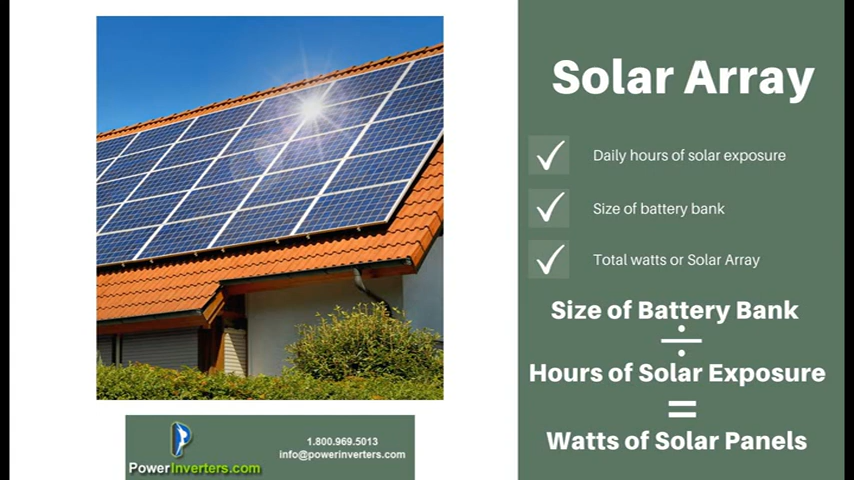 Solar Array
Daily hours of solar exposure
Size of battery bank
Total watts or Solar Array
Size of Battery Bank
÷
Hours of Solar Exposure
=
Watts of Solar Panels
PowerInverters.com
1.800.969.5013
info@powerinverters.com